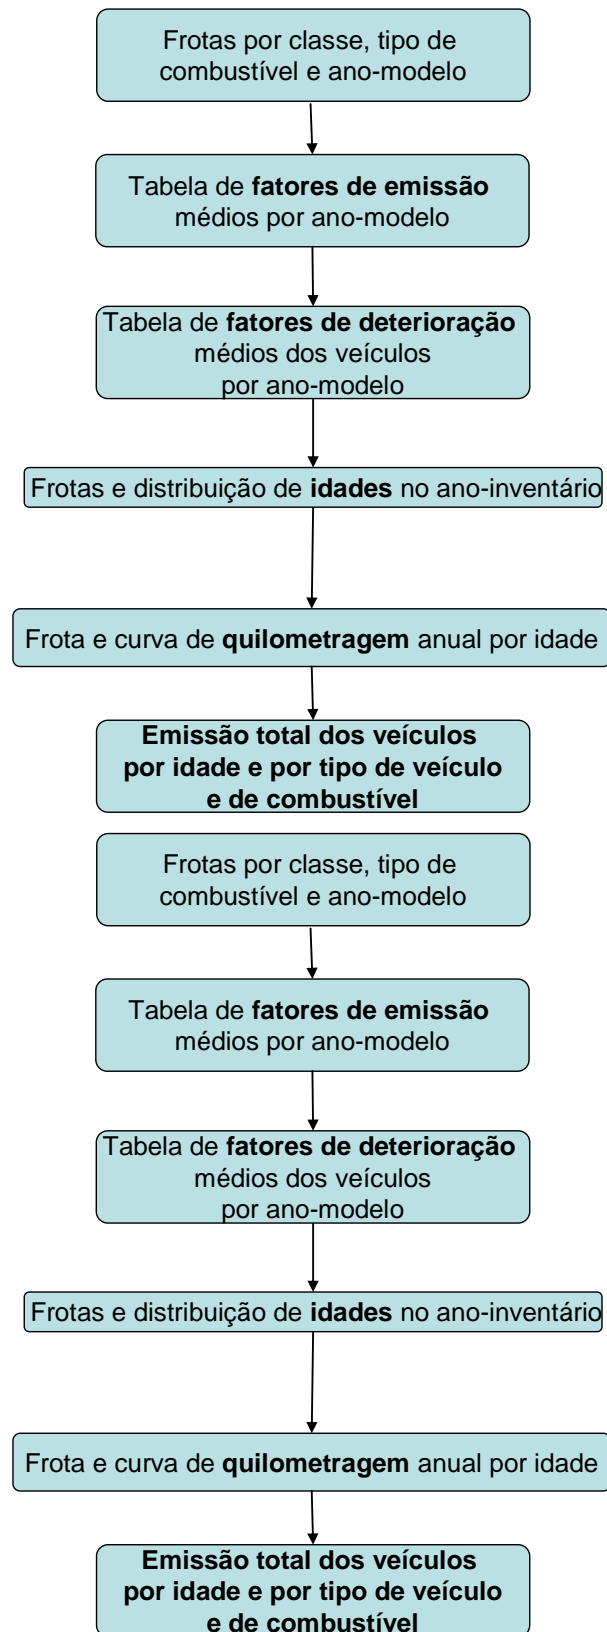 Frotas por classe, tipo de
combustível e ano-modelo
Tabela de fatores de emissão
médios por ano-modelo
Tabela de fatores de deterioração
médios dos veículos
por ano-modelo
Frotas e distribuição de idades no ano-inventário
Frota e curva de quilometragem anual por idade
Emissão total dos veículos
por idade e por tipo de veículo
e de combustível
Frotas por classe, tipo de
combustível e ano-modelo
Tabela de fatores de emissão
médios por ano-modelo
Tabela de fatores de deterioração
médios dos veículos
por ano-modelo
Frotas e distribuição de idades no ano-inventário
Frota e curva de quilometragem anual por idade
Emissão total dos veículos
por idade e por tipo de veículo
e de combustível